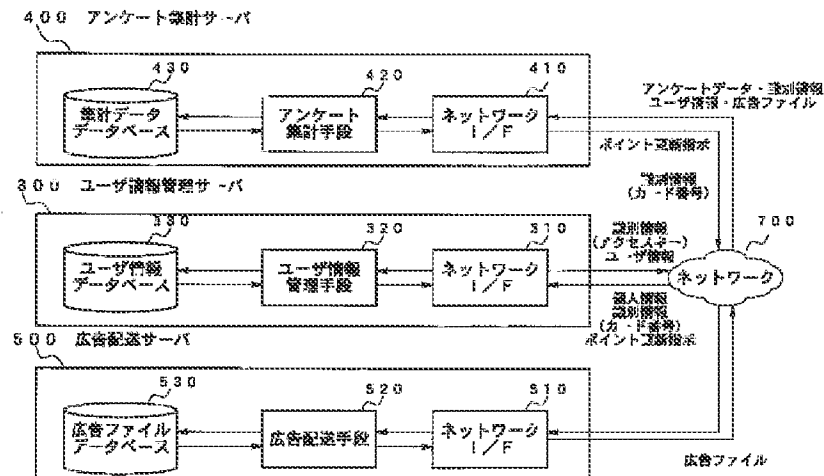 400 アンケート集計サーバ
430
420
410
集計データ
データベース
アンケート
集計手段
ネットワーク
I/F
アンケートデータ・識別情報
ユーザ情報・広告ファイル
ポイント更新指示
識別情報
(カード番号)
300 ユーザ情報管理サーバ
330
320
310
ユーザ情報
データベース
ユーザ情報
管理手段
ネットワーク
I/F
識別情報
(アクセスキー)
ユーザ情報
700
ネットワーク
個人情報
識別情報
(カード番号)
ポイント更新指示
500 広告配送サーバ
530
520
510
広告ファイル
データベース
広告配送手段
ネットワーク
I/F
広告ファイル